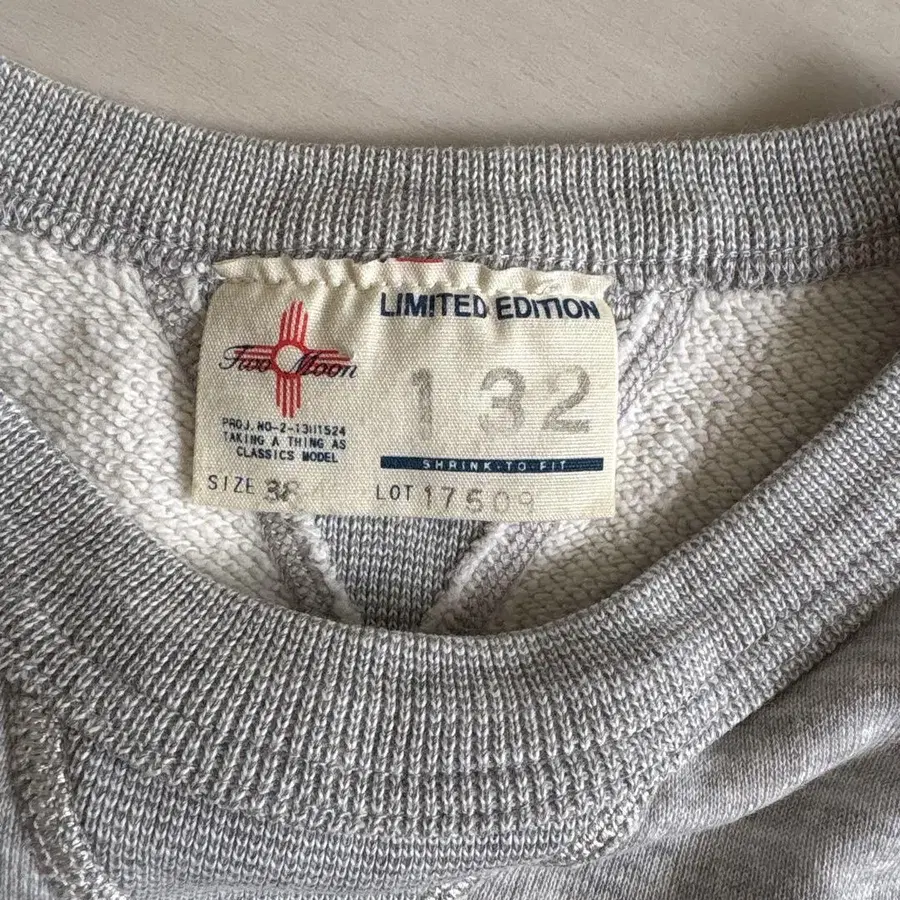 LIMITED EDITION
Two Moon
132
PROJ.NO-2-13111524
TAKING A THING AS
CLASSICS MODEL
SHRINK-TO-FIT
SIZE 38
LOT 17509